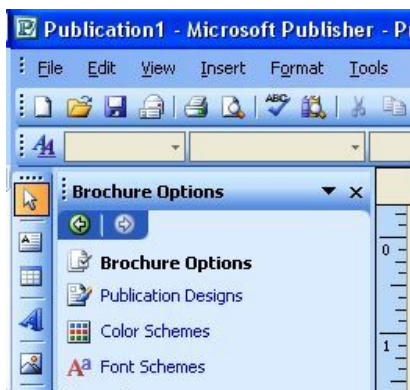 Publication1 - Microsoft Publisher - P
File Edit View Insert Format Tools
ABC
Brochure Options
Brochure Options
Publication Designs
0
Color Schemes
1
Font Schemes